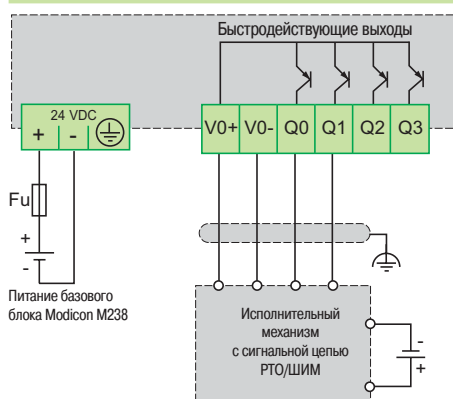 Быстродействующие выходы
24 VDC
+ -
V0+ V0- Q0 Q1 Q2 Q3
Fu
+
-
Питание базового
блока Modicon M238
Исполнительный
механизм
с сигнальной цепью
РТО/ШИМ
-
+